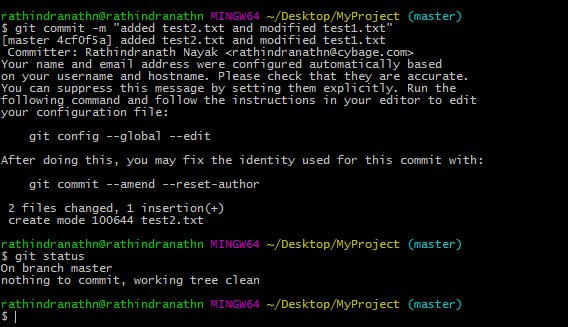 rathindranathn@rathindranathn MINGW64 ~/Desktop/MyProject (master)
$ git commit -m "added test2.txt and modified test1.txt"
[master 4cf0f5a] added test2.txt and modified test1.txt
 Committer: Rathindranath Nayak <rathindranathn@cybage.com>
Your name and email address were configured automatically based
on your username and hostname. Please check that they are accurate.
You can suppress this message by setting them explicitly. Run the
following command and follow the instructions in your editor to edit
your configuration file:

    git config --global --edit

After doing this, you may fix the identity used for this commit with:

    git commit --amend --reset-author

 2 files changed, 1 insertion(+)
 create mode 100644 test2.txt

rathindranathn@rathindranathn MINGW64 ~/Desktop/MyProject (master)
$ git status
On branch master
nothing to commit, working tree clean

rathindranathn@rathindranathn MINGW64 ~/Desktop/MyProject (master)
$